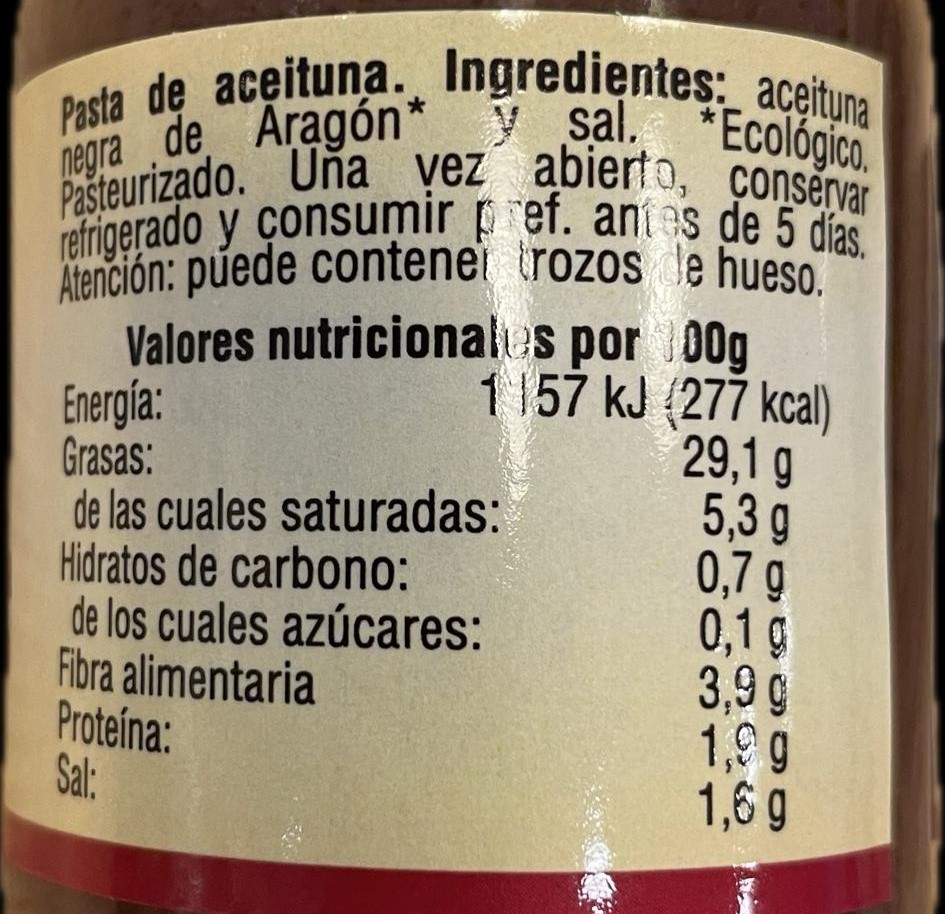 Pasta de aceituna. Ingredientes: aceituna
negra de Aragón* y sal. *Ecológico.
Pasteurizado. Una vez abierto, conservar
refrigerado y consumir pref. antes de 5 días.
Atención: puede contener trozos de hueso.
Valores nutricionales por 100g
Energía: 1157 kJ (277 kcal)
Grasas: 29,1 g
de las cuales saturadas: 5,3 g
Hidratos de carbono: 0,7 g
de los cuales azúcares: 0,1 g
Fibra alimentaria 3,9 g
Proteína: 1,9 g
Sal: 1,6 g